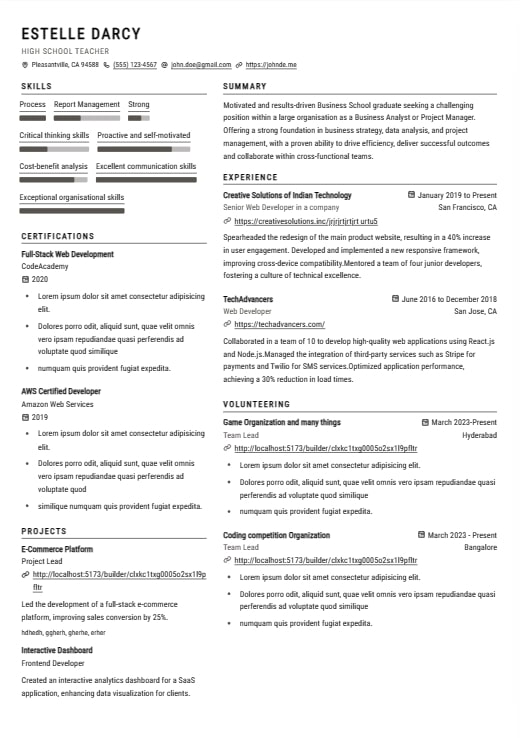 ESTELLE DARCY
HIGH SCHOOL TEACHER
Pleasantville, CA 94588 (555) 123-4567 john.doe@gmail.com https://johnde.me
SKILLS
Process Report Management Strong
Critical thinking skills Proactive and self-motivated
Cost-benefit analysis Excellent communication skills
Exceptional organisational skills
CERTIFICATIONS
Full-Stack Web Development
CodeAcademy
2020
• Lorem ipsum dolor sit amet consectetur adipisicing
elit.
• Dolores porro odit, aliquid sunt, quae velit omnis
vero ipsam repudiandae quasi perferendis ad
voluptate quod similique
• numquam quis provident fugiat expedita.
AWS Certified Developer
Amazon Web Services
2019
• Lorem ipsum dolor sit amet consectetur adipisicing
elit.
• Dolores porro odit, aliquid sunt, quae velit omnis
vero ipsam repudiandae quasi perferendis ad
voluptate quod
• similique numquam quis provident fugiat expedita.
PROJECTS
E-Commerce Platform
Project Lead
http://localhost:5173/builder/clxkc1txg0005o2sx1l9p
fltr
Led the development of a full-stack e-commerce
platform, improving sales conversion by 25%.
hdhedh, ggherh, gherhe, erher
Interactive Dashboard
Frontend Developer
Created an interactive analytics dashboard for a SaaS
application, enhancing data visualization for clients.
SUMMARY
Motivated and results-driven Business School graduate seeking a challenging
position within a large organisation as a Business Analyst or Project Manager.
Offering a strong foundation in business strategy, data analysis, and project
management, with a proven ability to drive efficiency, deliver successful outcomes
and collaborate within cross-functional teams.
EXPERIENCE
Creative Solutions of Indian Technology January 2019 to Present
Senior Web Developer in a company San Francisco, CA
https://creativesolutions.inc/jrjrjrtjrtjrt urtu5
Spearheaded the redesign of the main product website, resulting in a 40% increase
in user engagement. Developed and implemented a new responsive framework,
improving cross-device compatibility.Mentored a team of four junior developers,
fostering a culture of technical excellence.
TechAdvancers June 2016 to December 2018
Web Developer San Jose, CA
https://techadvancers.com/
Collaborated in a team of 10 to develop high-quality web applications using React.js
and Node.js.Managed the integration of third-party services such as Stripe for
payments and Twilio for SMS services.Optimized application performance,
achieving a 30% reduction in load times.
VOLUNTEERING
Game Organization and many things March 2023-Present
Team Lead Hyderabad
http://localhost:5173/builder/clxkc1txg0005o2sx1l9pfltr
• Lorem ipsum dolor sit amet consectetur adipisicing elit.
• Dolores porro odit, aliquid sunt, quae velit omnis vero ipsam repudiandae quasi
perferendis ad voluptate quod similique
• numquam quis provident fugiat expedita.
Coding competition Organization March 2023 - Present
Team Lead Bangalore
http://localhost:5173/builder/clxkc1txg0005o2sx1l9pfltr
• Lorem ipsum dolor sit amet consectetur adipisicing elit.
• Dolores porro odit, aliquid sunt, quae velit omnis vero ipsam repudiandae quasi
perferendis ad voluptate quod similique
• numquam quis provident fugiat expedita.